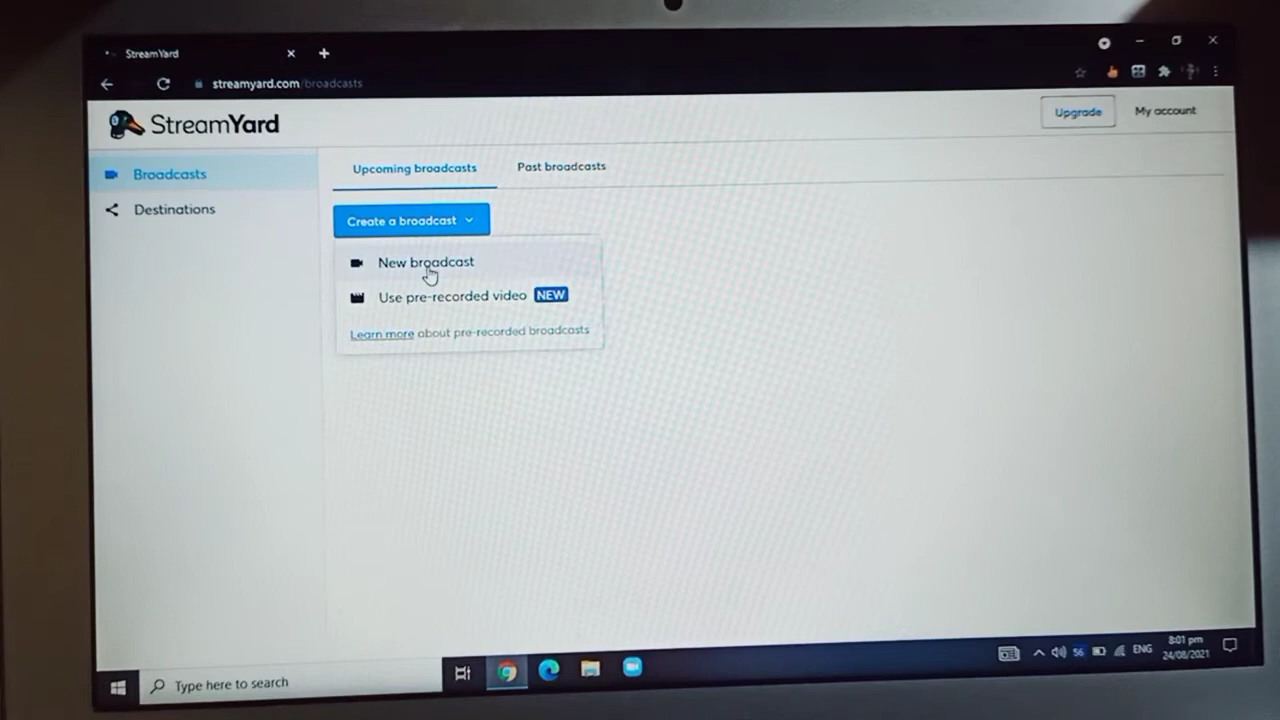 StreamYard
streamyard.com/broadcasts
StreamYard
Upgrade
My account
Broadcasts
Destinations
Upcoming broadcasts
Past broadcasts
Create a broadcast
New broadcast
Use pre-recorded video NEW
Learn more about pre-recorded broadcasts
Type here to search
56
ENG
8:01 pm
24/08/2021